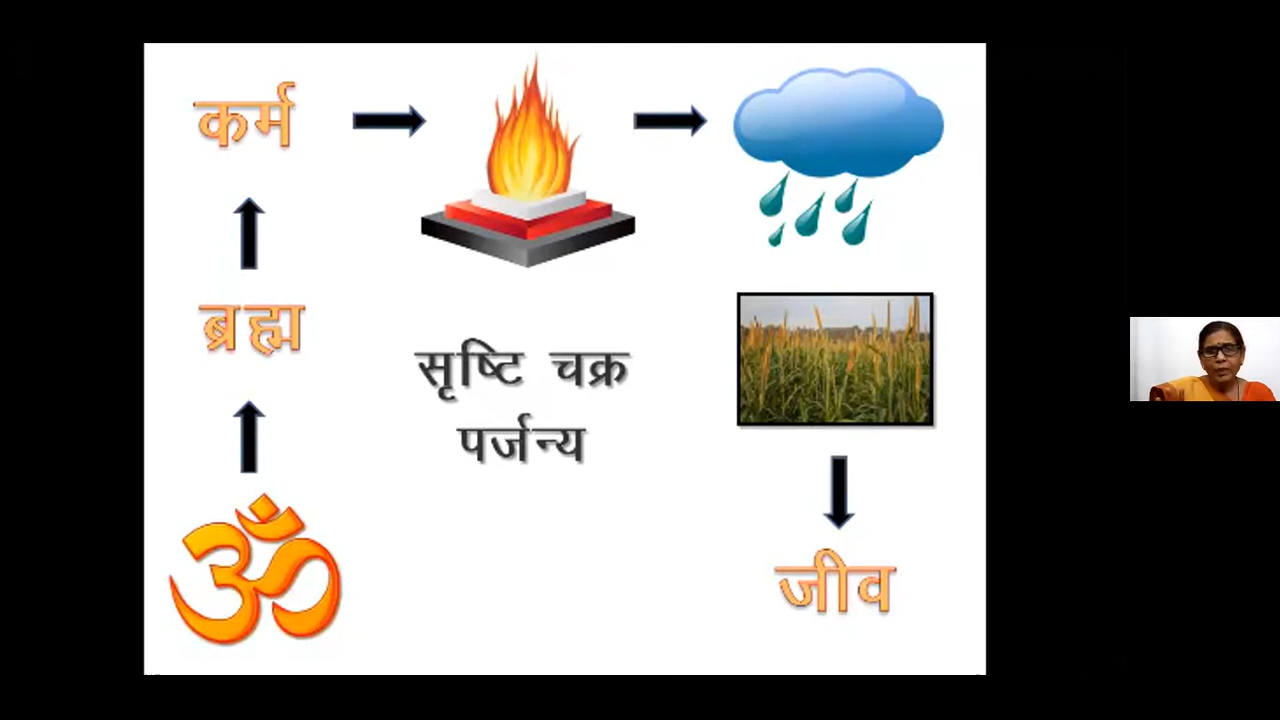 कर्म
ब्रह्म
सृष्टि चक्र
पर्जन्य
ॐ
जीव